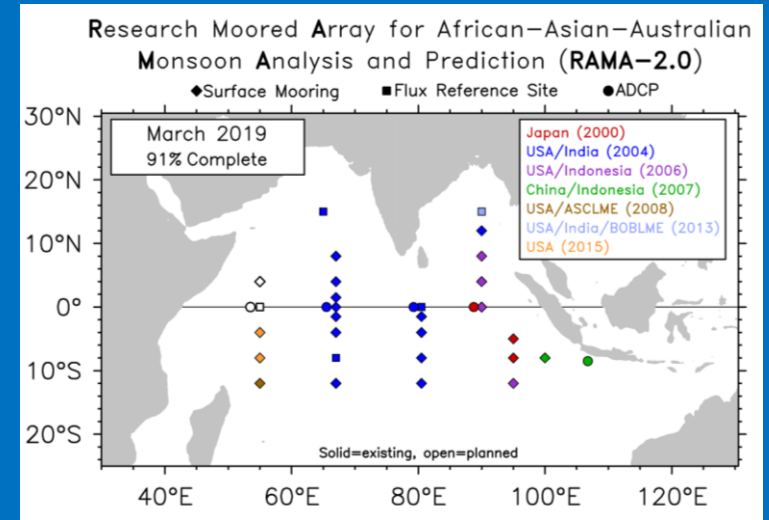 Research Moored Array for African-Asian-Australian
Monsoon Analysis and Prediction (RAMA-2.0)
◆Surface Mooring ■Flux Reference Site ●ADCP
March 2019
91% Complete
Japan (2000)
USA/India (2004)
USA/Indonesia (2006)
China/Indonesia (2007)
USA/ASCLME (2008)
USA/India/BOBLME (2013)
USA (2015)
30°N
20°N
10°N
0°
10°S
20°S
Solid=existing, open=planned
40°E 60°E 80°E 100°E 120°E